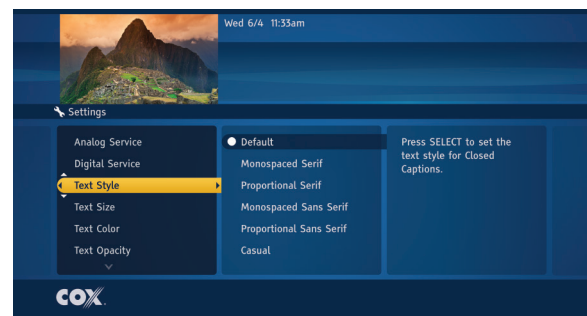 Wed 6/4 11:33am
Settings
Analog Service
Digital Service
Text Style
Text Size
Text Color
Text Opacity
Default
Monospaced Serif
Proportional Serif
Monospaced Sans Serif
Proportional Sans Serif
Casual
Press SELECT to set the
text style for Closed
Captions.
COX